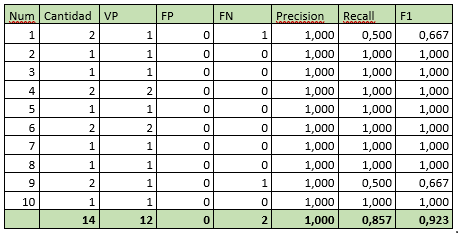 Num Cantidad VP FP FN Precision Recall F1
1 2 1 0 1 1,000 0,500 0,667
2 1 1 0 0 1,000 1,000 1,000
3 1 1 0 0 1,000 1,000 1,000
4 2 2 0 0 1,000 1,000 1,000
5 1 1 0 0 1,000 1,000 1,000
6 2 2 0 0 1,000 1,000 1,000
7 1 1 0 0 1,000 1,000 1,000
8 1 1 0 0 1,000 1,000 1,000
9 2 1 0 1 1,000 0,500 0,667
10 1 1 0 0 1,000 1,000 1,000
14 12 0 2 1,000 0,857 0,923